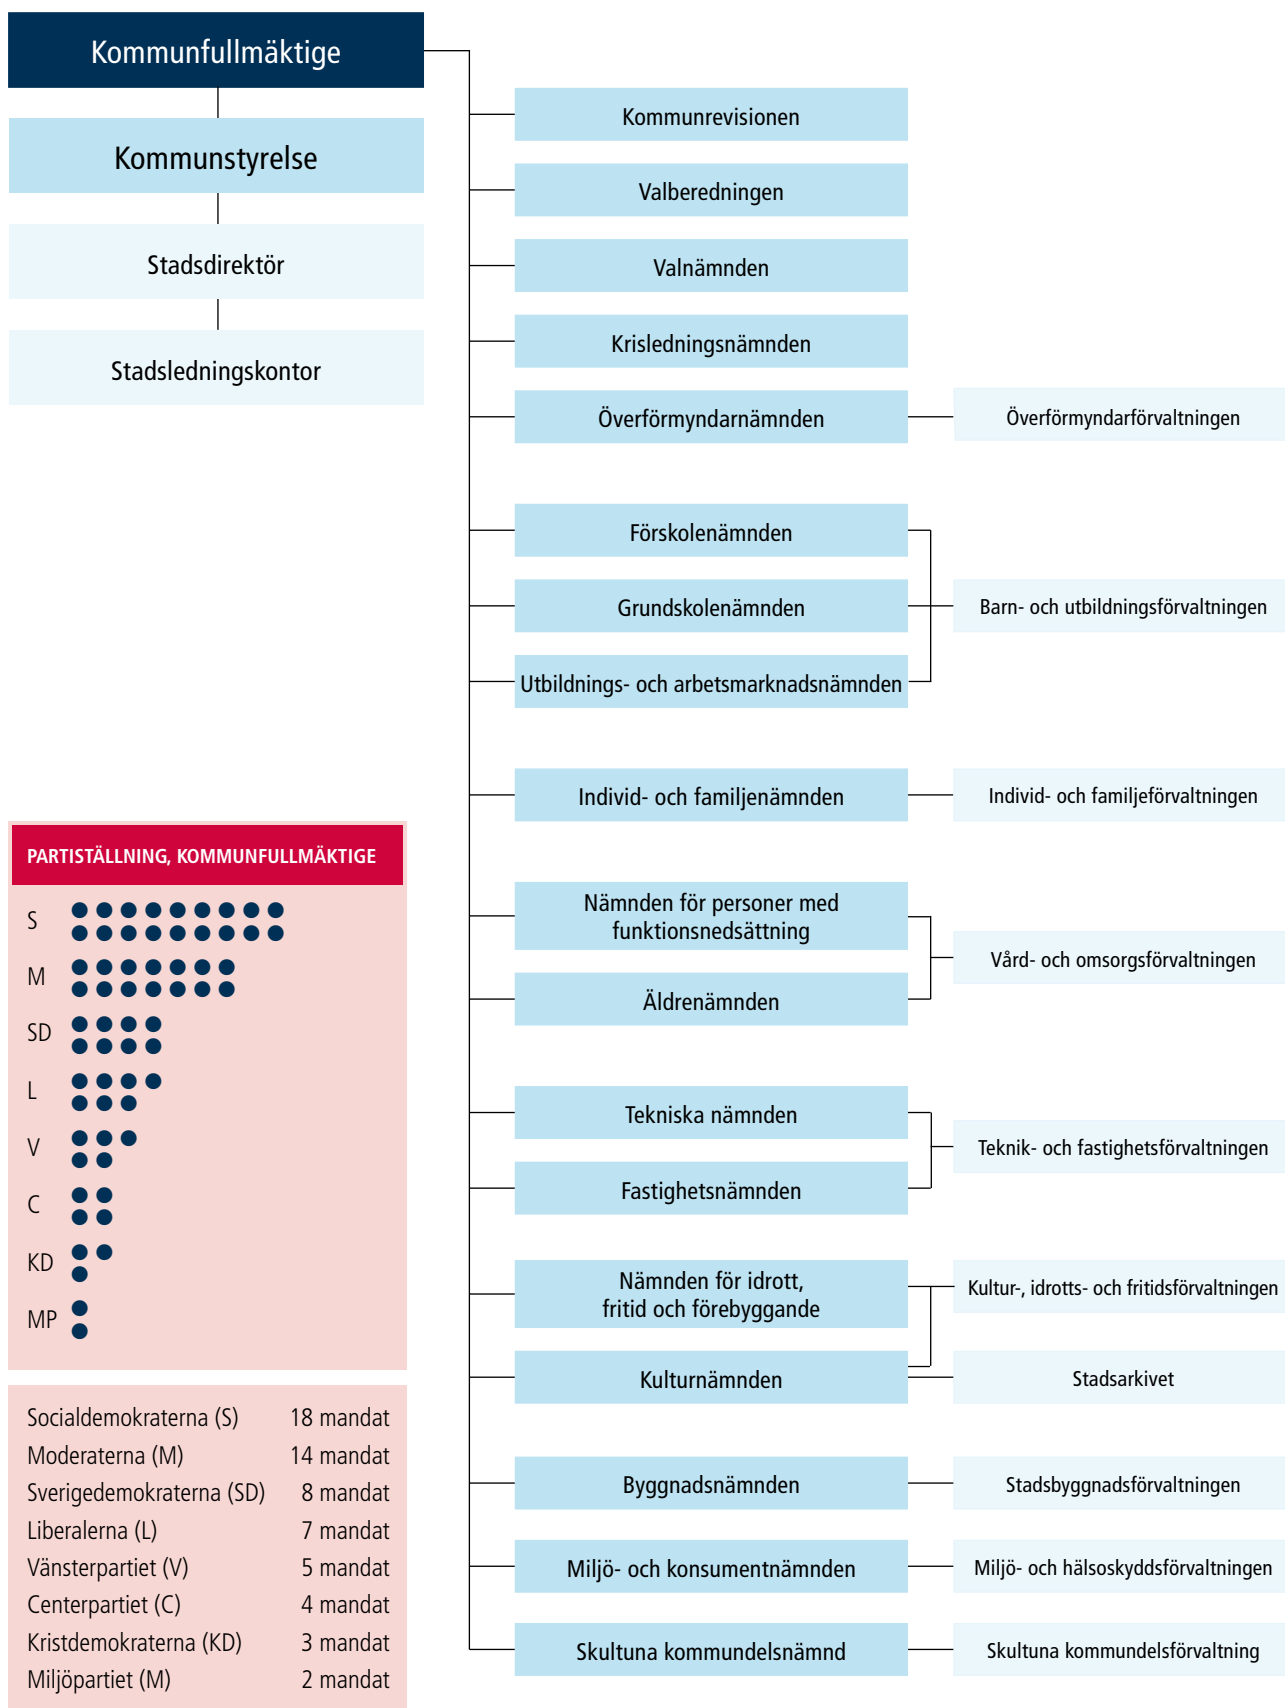 Kommunfullmäktige
Kommunstyrelse
Stadsdirektör
Stadsledningskontor
Kommunrevisionen
Valberedningen
Valnämnden
Krisledningsnämnden
Överförmyndarnämnden
Överförmyndarförvaltningen
Förskolenämnden
Grundskolenämnden
Barn- och utbildningsförvaltningen
Utbildnings- och arbetsmarknadsnämnden
Individ- och familjenämnden
Individ- och familjeförvaltningen
Nämnden för personer med
funktionsnedsättning
Vård- och omsorgsförvaltningen
Äldrenämnden
Tekniska nämnden
Teknik- och fastighetsförvaltningen
Fastighetsnämnden
Nämnden för idrott,
fritid och förebyggande
Kultur-, idrotts- och fritidsförvaltningen
Kulturnämnden
Stadsarkivet
Byggnadsnämnden
Stadsbyggnadsförvaltningen
Miljö- och konsumentnämnden
Miljö- och hälsoskyddsförvaltningen
Skultuna kommundelsnämnd
Skultuna kommundelsförvaltning
PARTISTÄLLNING, KOMMUNFULLMÄKTIGE
S
M
SD
L
V
C
KD
MP
Socialdemokraterna (S) 18 mandat
Moderaterna (M) 14 mandat
Sverigedemokraterna (SD) 8 mandat
Liberalerna (L) 7 mandat
Vänsterpartiet (V) 5 mandat
Centerpartiet (C) 4 mandat
Kristdemokraterna (KD) 3 mandat
Miljöpartiet (M) 2 mandat